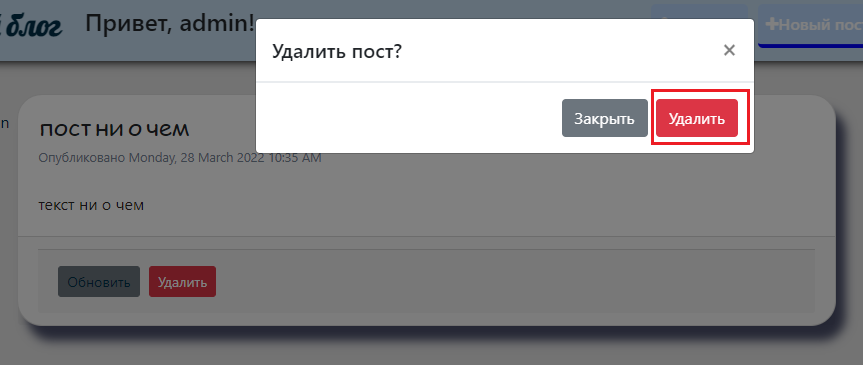 блог
Привет, admin!
Новый пос
Удалить пост?
×
Закрыть
Удалить
n
пост ни о чем
Опубликовано Monday, 28 March 2022 10:35 AM
текст ни о чем
Обновить
Удалить